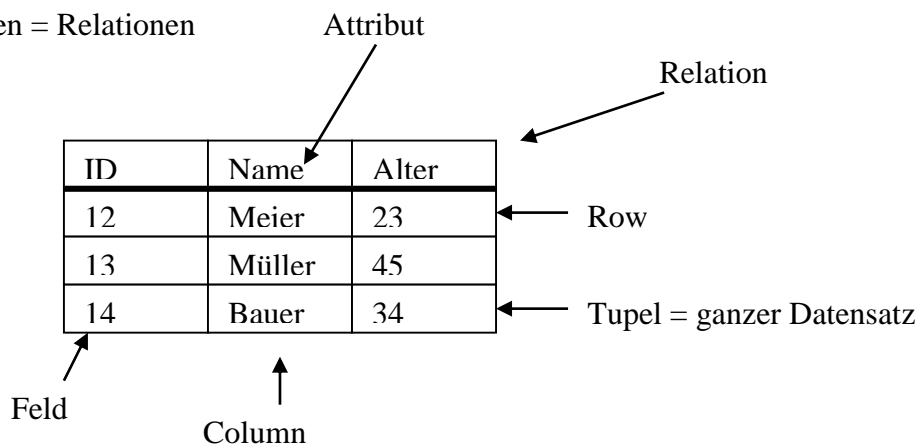 en = Relationen Attribut
Relation
ID Name Alter
12 Meier 23
Row
13 Müller 45
14 Bauer 34
Tupel = ganzer Datensatz
Feld
Column